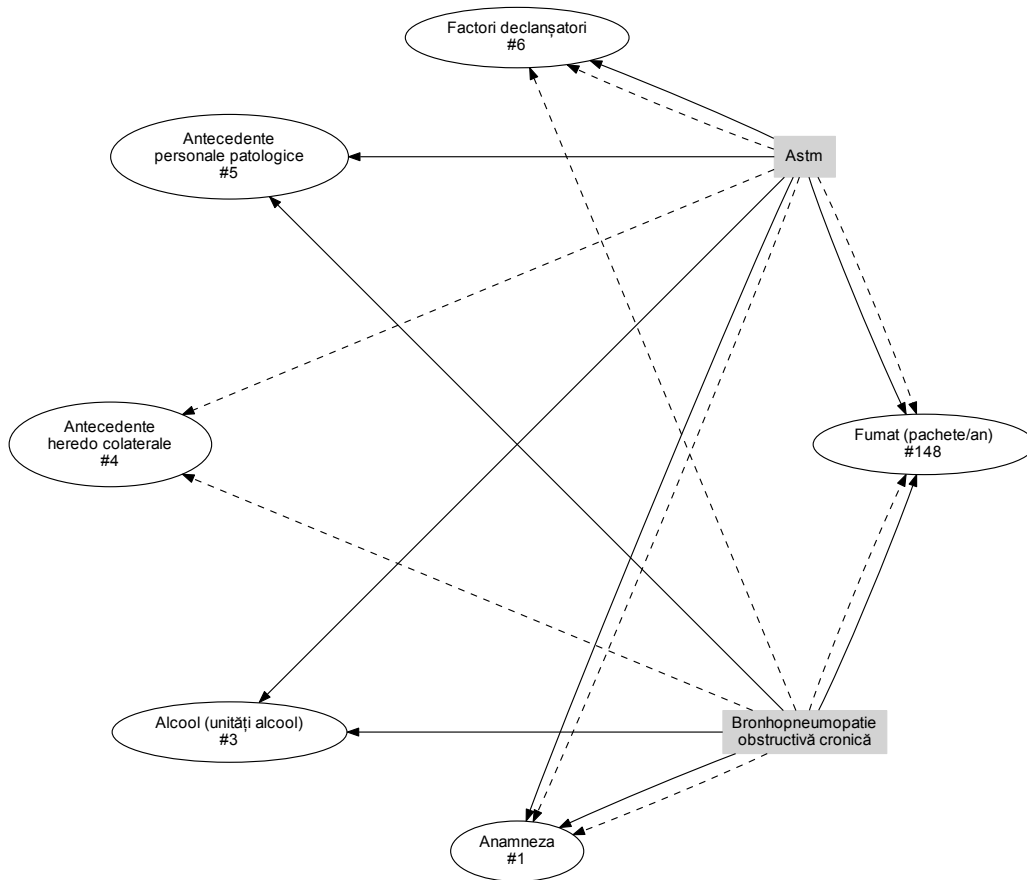 Factori declanșatori
#6
Antecedente
personale patologice
#5
Astm
Antecedente
heredo colaterale
#4
Fumat (pachete/an)
#148
Alcool (unități alcool)
#3
Bronhopneumopatie
obstructivă cronică
Anamneza
#1